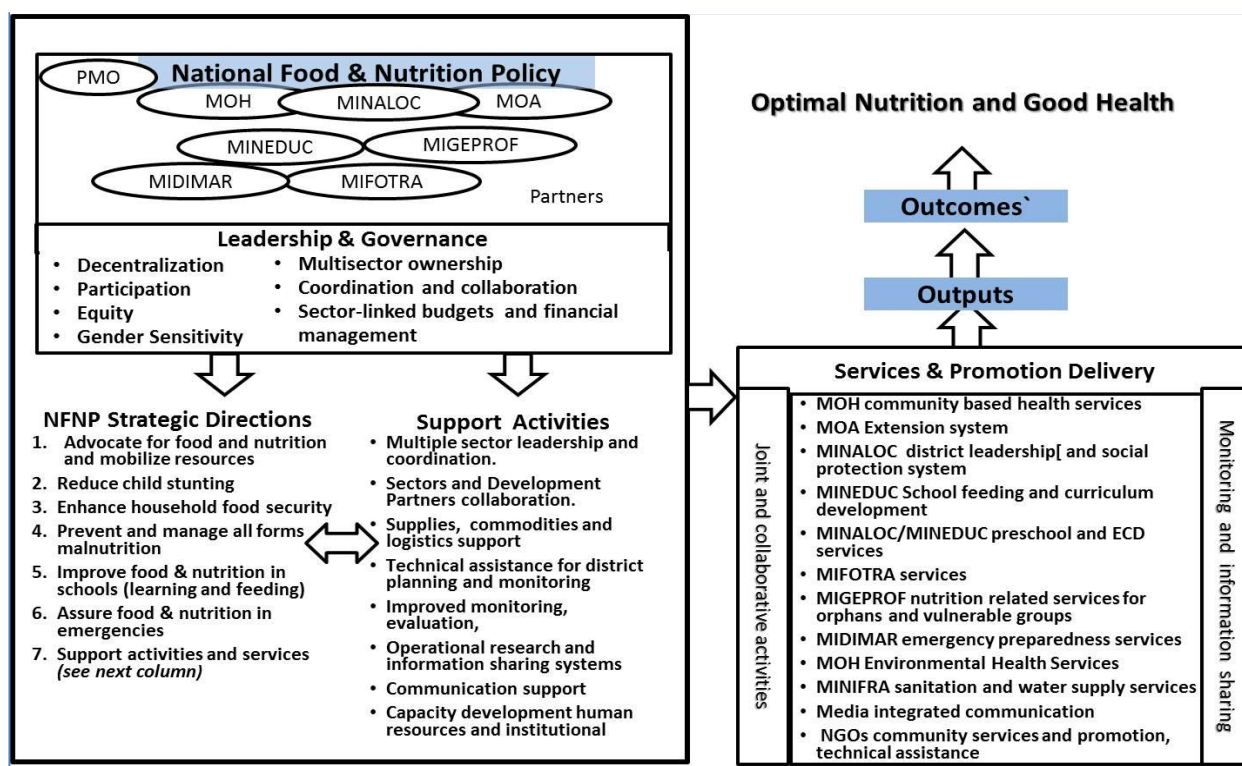 PMO
National Food & Nutrition Policy
MOH
MINALOC
MOA
MINEDUC
MIGEPROF
MIDIMAR
MIFOTRA
Partners
Leadership & Governance
• Decentralization
• Participation
• Equity
• Gender Sensitivity
• Multisector ownership
• Coordination and collaboration
• Sector-linked budgets and financial
management
NFNP Strategic Directions
1. Advocate for food and nutrition
and mobilize resources
2. Reduce child stunting
3. Enhance household food security
4. Prevent and manage all forms
malnutrition
5. Improve food & nutrition in
schools (learning and feeding)
6. Assure food & nutrition in
emergencies
7. Support activities and services
(see next column)
Support Activities
• Multiple sector leadership and
coordination.
• Sectors and Development
Partners collaboration.
• Supplies, commodities and
logistics support
• Technical assistance for district
planning and monitoring
• Improved monitoring,
evaluation,
• Operational research and
information sharing systems
• Communication support
• Capacity development human
resources and institutional
Optimal Nutrition and Good Health
Outcomes`
Outputs
Services & Promotion Delivery
Joint and collaborative activities
• MOH community based health services
• MOA Extension system
• MINALOC district leadership[ and social
protection system
• MINEDUC School feeding and curriculum
development
• MINALOC/MINEDUC preschool and ECD
services
• MIFOTRA services
• MIGEPROF nutrition related services for
orphans and vulnerable groups
• MIDIMAR emergency preparedness services
• MOH Environmental Health Services
• MINIFRA sanitation and water supply services
• Media integrated communication
• NGOs community services and promotion,
technical assistance
Monitoring and information sharing